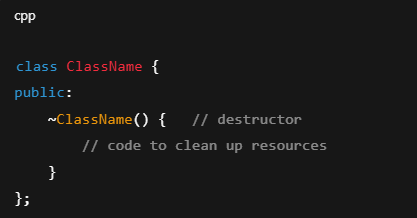 cpp
class ClassName {
public:
    ~ClassName() {   // destructor
        // code to clean up resources
    }
};